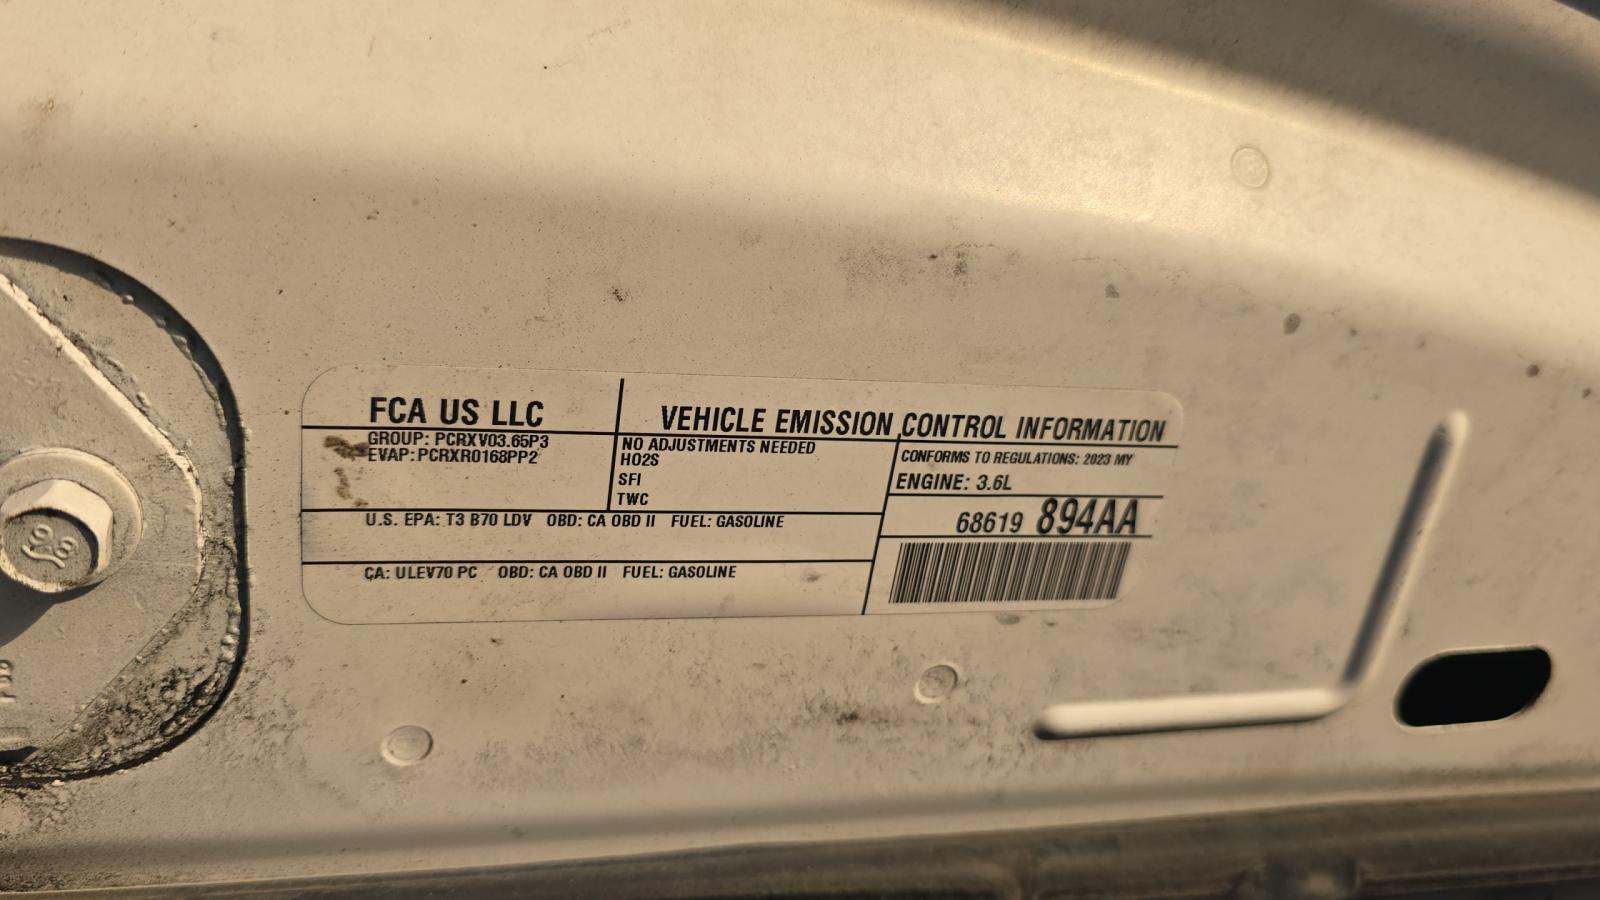 FCA US LLC
VEHICLE EMISSION CONTROL INFORMATION
GROUP: PCRXV03.65P3
EVAP: PCRXR0168PP2
NO ADJUSTMENTS NEEDED
HO2S
SFI
TWC
CONFORMS TO REGULATIONS: 2023 MY
ENGINE: 3.6L
68619 894AA
U.S. EPA: T3 B70 LDV OBD: CA OBD II FUEL: GASOLINE
CA: ULEV70 PC OBD: CA OBD II FUEL: GASOLINE